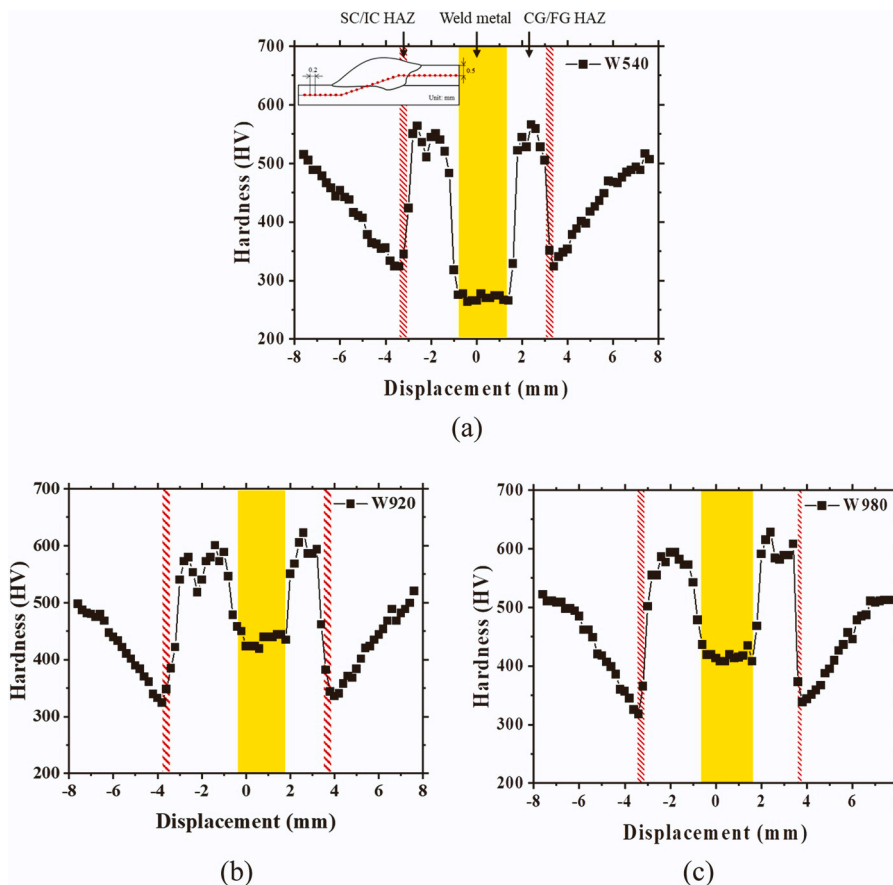 SC/IC HAZ Weld metal CG/FG HAZ
700
600
500
400
300
200
Hardness (HV)
W540
0.2
0.5
Unit: mm
-8 -6 -4 -2 0 2 4 6 8
Displacement (mm)
(a)
700
600
500
400
300
200
Hardness (HV)
W920
-8 -6 -4 -2 0 2 4 6 8
Displacement (mm)
(b)
700
600
500
400
300
200
Hardness (HV)
W980
-8 -6 -4 -2 0 2 4 6
Displacement (mm)
(c)